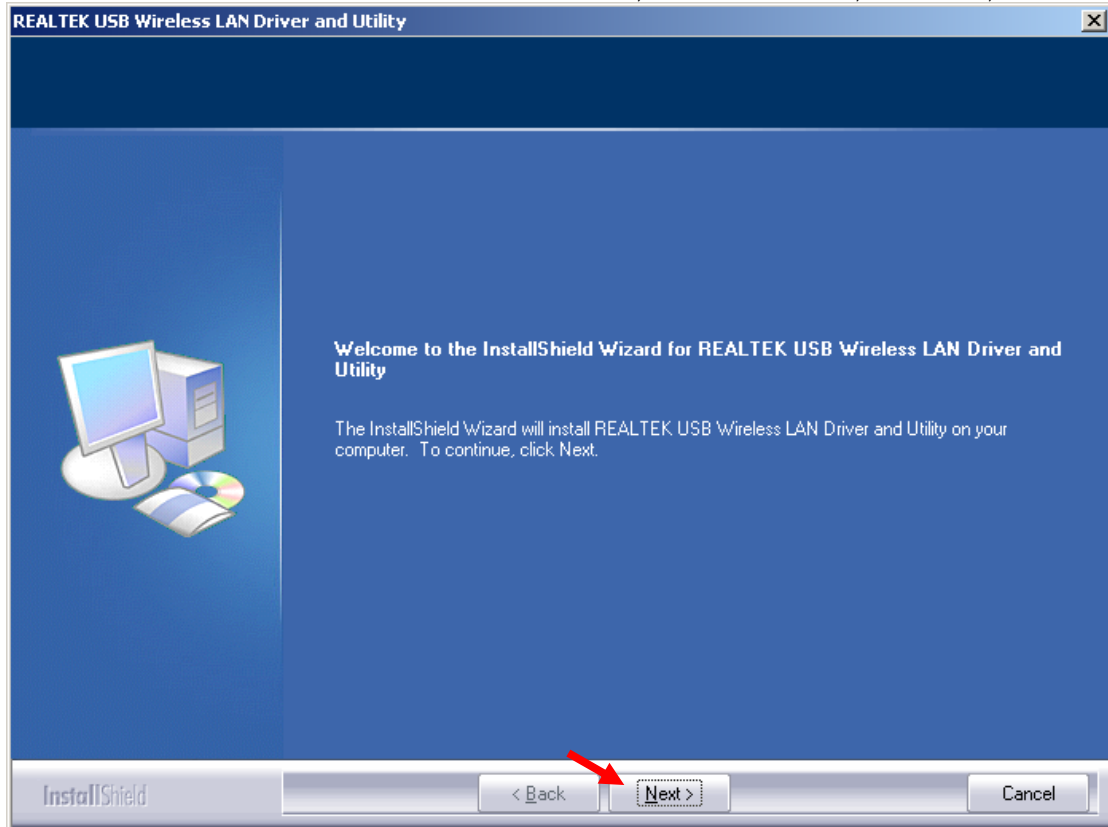 REALTEK USB Wireless LAN Driver and Utility
Welcome to the InstallShield Wizard for REALTEK USB Wireless LAN Driver and
Utility
The InstallShield Wizard will install REALTEK USB Wireless LAN Driver and Utility on your
computer. To continue, click Next.
InstallShield
< Back
Next >
Cancel